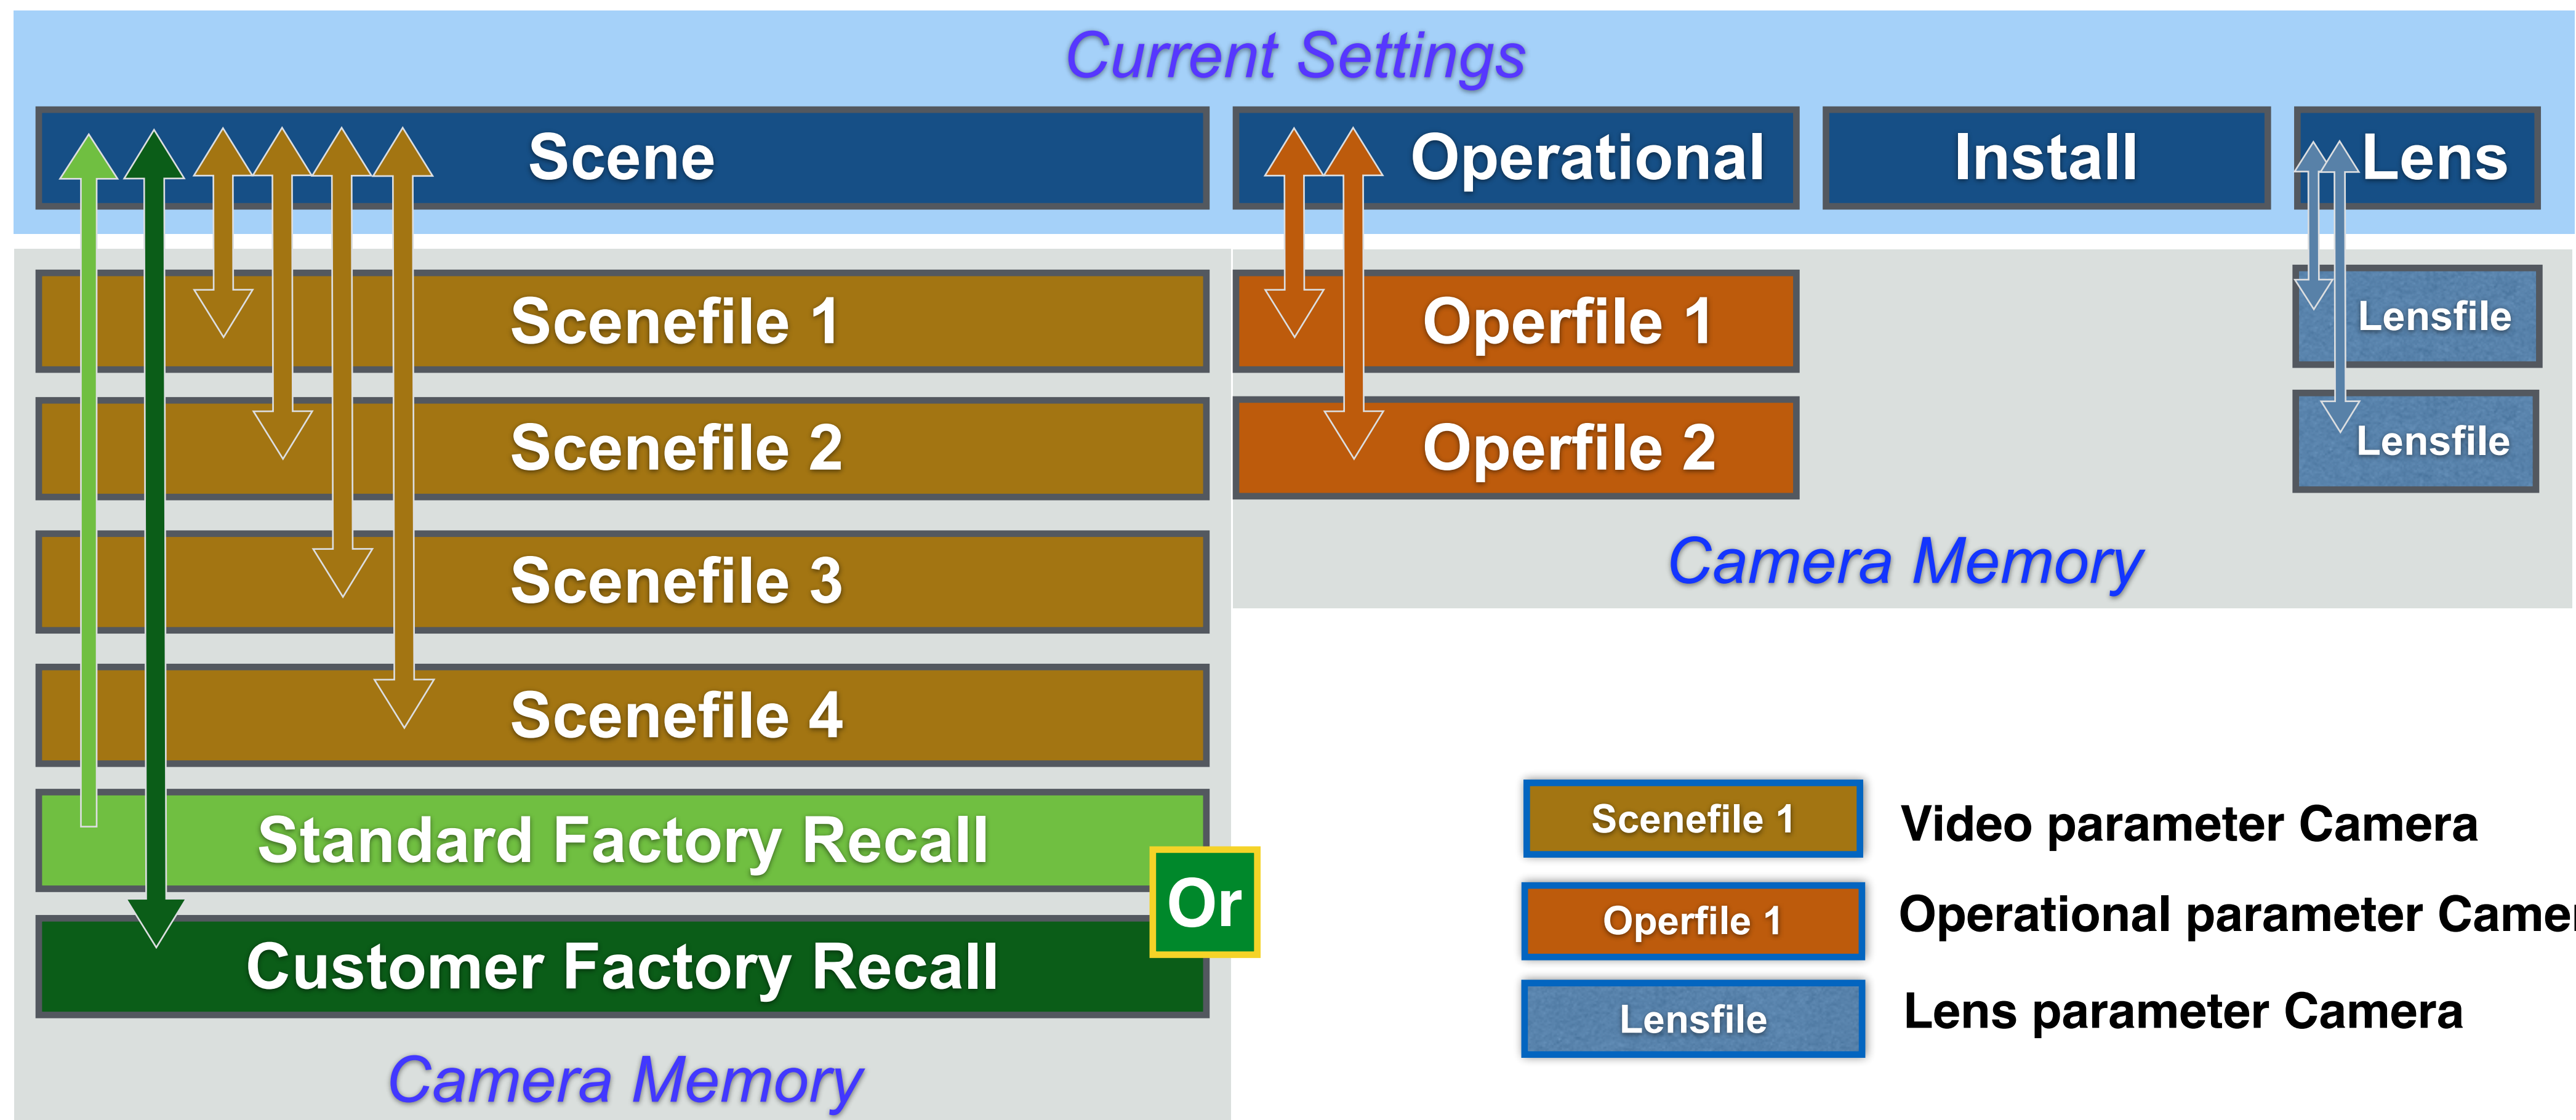 Current Settings
Scene
Operational
Install
Lens
Scenefile 1
Operfile 1
Lensfile
Scenefile 2
Operfile 2
Lensfile
Scenefile 3
Camera Memory
Scenefile 4
Standard Factory Recall
Or
Customer Factory Recall
Camera Memory
Scenefile 1
Video parameter Camera
Operfile 1
Operational parameter
Lensfile
Lens parameter Camera